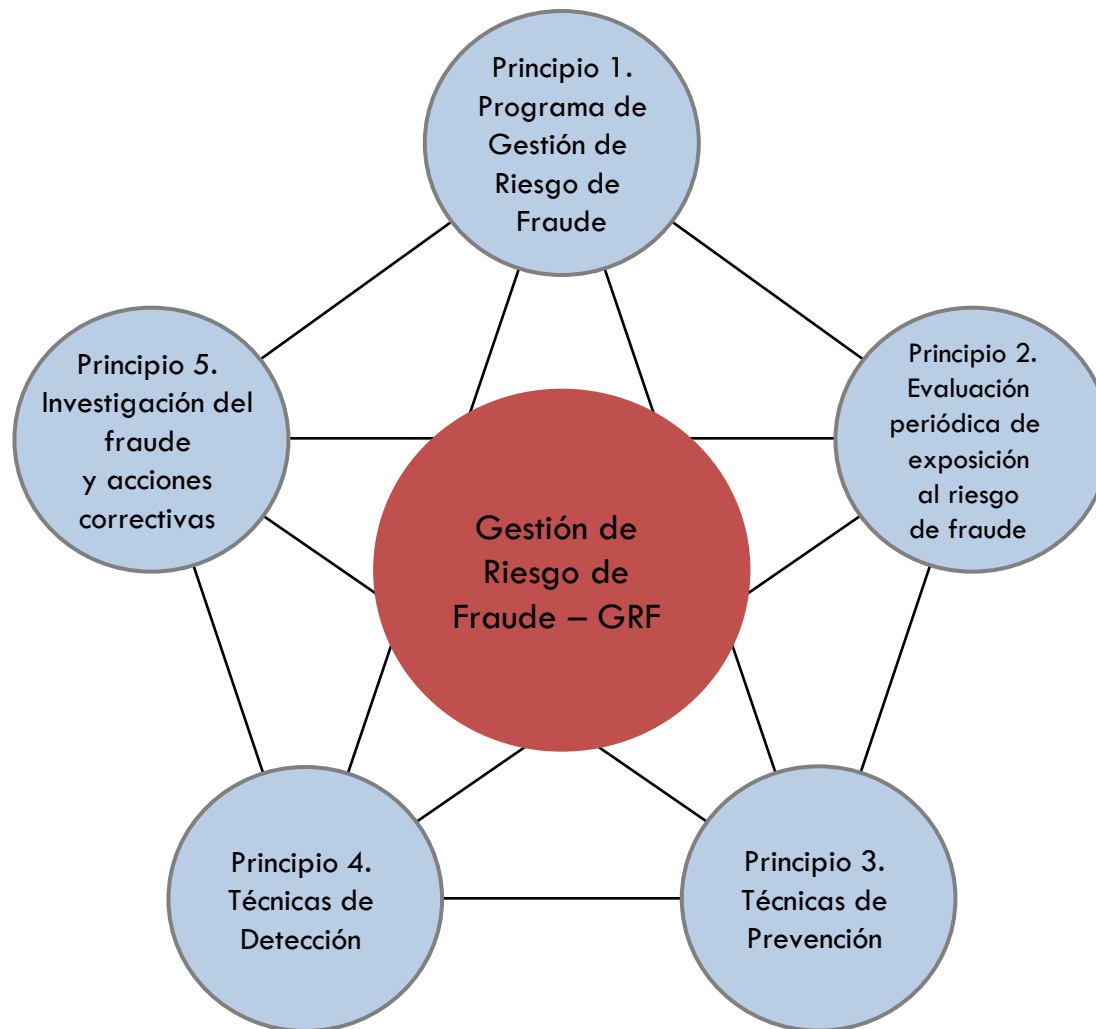 Principio 1.
Programa de
Gestión de
Riesgo de
Fraude
Principio 5.
Investigación del
fraude
y acciones
correctivas
Principio 2.
Evaluación
periódica de
exposición
al riesgo
de fraude
Gestión de
Riesgo de
Fraude – GRF
Principio 4.
Técnicas de
Detección
Principio 3.
Técnicas de
Prevención